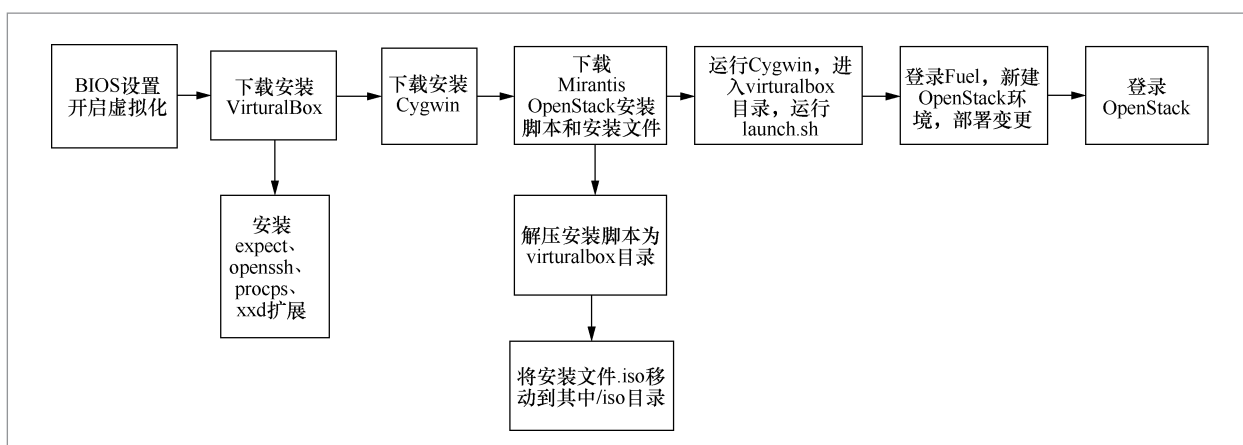 BIOS设置
开启虚拟化
下载安装
VirturalBox
下载安装
Cygwin
下载
Mirantis
OpenStack安装
脚本和安装文件
运行Cygwin，进
入virturalbox
目录，运行
launch.sh
登录Fuel，新建
OpenStack环
境，部署变更
登录
OpenStack
安装
expect、
openssh、
procps、
xxd扩展
解压安装脚本为
virturalbox目录
将安装文件.iso移
动到其中/iso目录